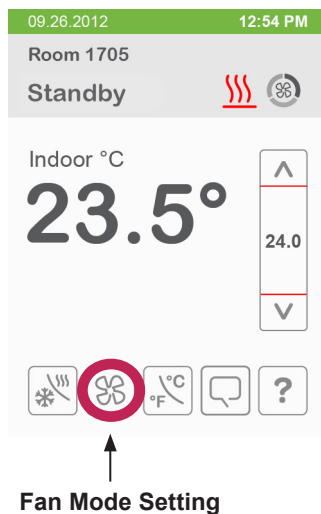 09.26.2012 12:54 PM
Room 1705
Standby
Indoor °C
23.5°
24.0
°F °C ?
Fan Mode Setting